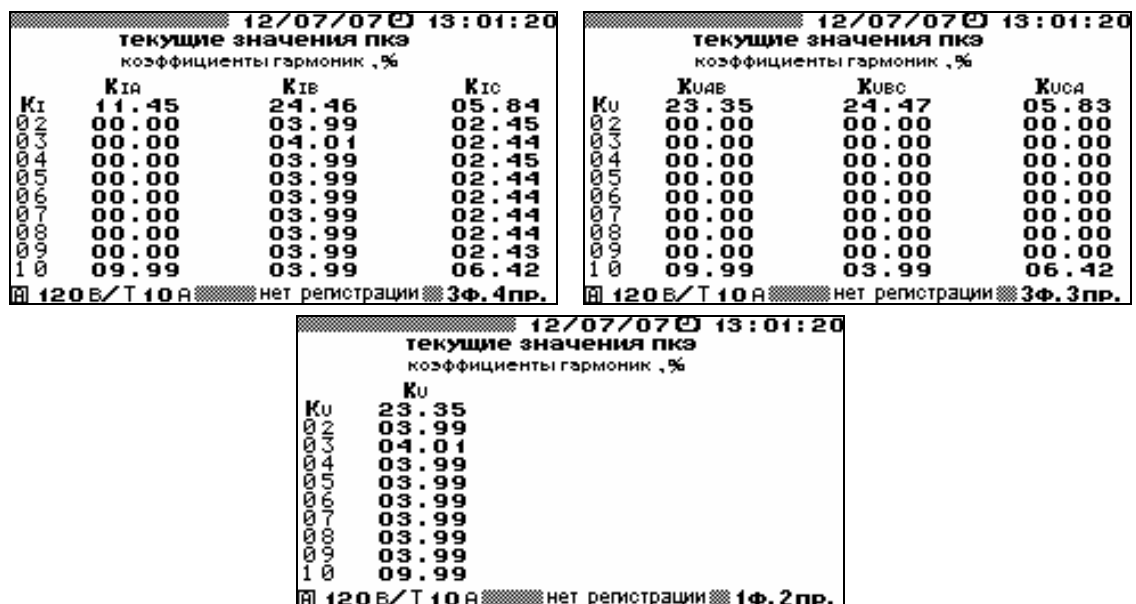 12/07/07 13:01:20
текущие значения пкэ
коэффициенты гармоник ,%
KIA KIB KIC
KI 11.45 24.46 05.84
02 00.00 03.99 02.45
03 00.00 04.01 02.44
04 00.00 03.99 02.45
05 00.00 03.99 02.44
06 00.00 03.99 02.44
07 00.00 03.99 02.44
08 00.00 03.99 02.44
09 00.00 03.99 02.43
10 09.99 03.99 06.42
A 120 В/Т 10 А нет регистрации 3ф.4пр.
12/07/07 13:01:20
текущие значения пкэ
коэффициенты гармоник ,%
KUAB KUBC KUCA
KU 23.35 24.47 05.83
02 00.00 00.00 00.00
03 00.00 00.00 00.00
04 00.00 00.00 00.00
05 00.00 00.00 00.00
06 00.00 00.00 00.00
07 00.00 00.00 00.00
08 00.00 00.00 00.00
09 00.00 00.00 00.00
10 09.99 03.99 06.42
A 120 В/Т 10 А нет регистрации 3ф.3пр.
12/07/07 13:01:20
текущие значения пкэ
коэффициенты гармоник ,%
KU
KU 23.35
02 03.99
03 04.01
04 03.99
05 03.99
06 03.99
07 03.99
08 03.99
09 03.99
10 09.99
A 120 В/Т 10 А нет регистрации 1ф.2пр.